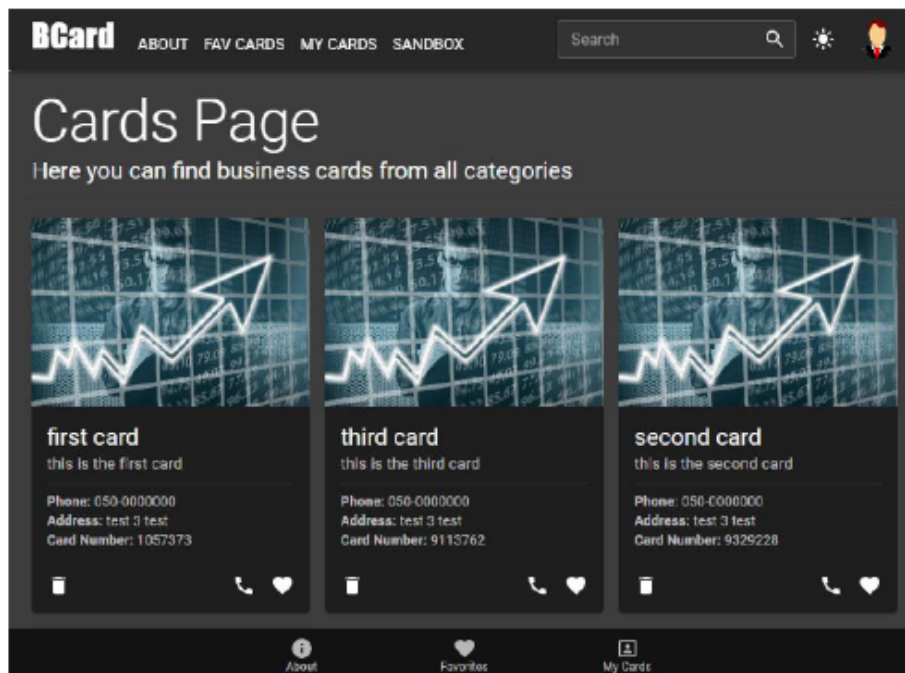 BCard ABOUT FAV CARDS MY CARDS SANDBOX Search
Cards Page
Here you can find business cards from all categories
first card
this is the first card
Phone: 050-0000000
Address: test 3 test
Card Number: 1057373
third card
this is the third card
Phone: 050-0000000
Address: test 3 test
Card Number: 9113762
second card
this is the second card
Phone: 050-0000000
Address: test 3 test
Card Number: 9329228
About Favorites My Cards